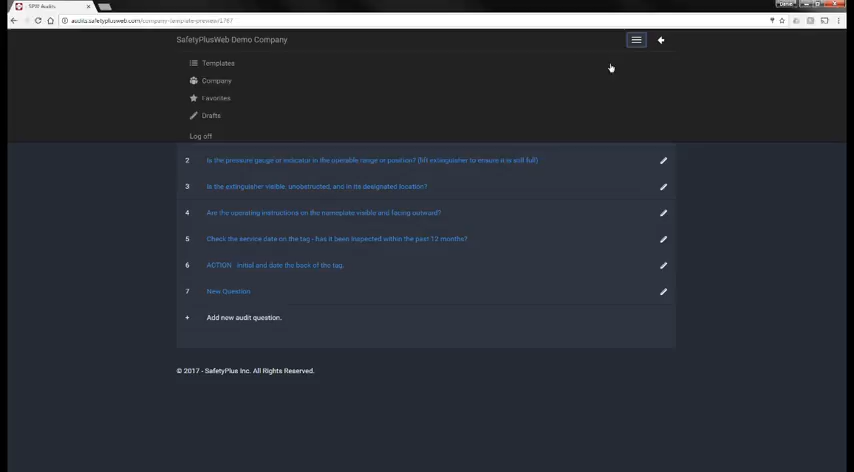 SPW Audits
audits.safetyplusweb.com/company-template-preview/1767
SafetyPlusWeb Demo Company
Templates
Company
Favorites
Drafts
Log off
2 Is the pressure gauge or indicator in the operable range or position? (lift extinguisher to ensure it is still full)
3 Is the extinguisher visible, unobstructed, and in its designated location?
4 Are the operating instructions on the nameplate visible and facing outward?
5 Check the service date on the tag - has it been inspected within the past 12 months?
6 ACTION - Initial and date the back of the tag.
7 New Question
+ Add new audit question.
© 2017 - SafetyPlus Inc. All Rights Reserved.